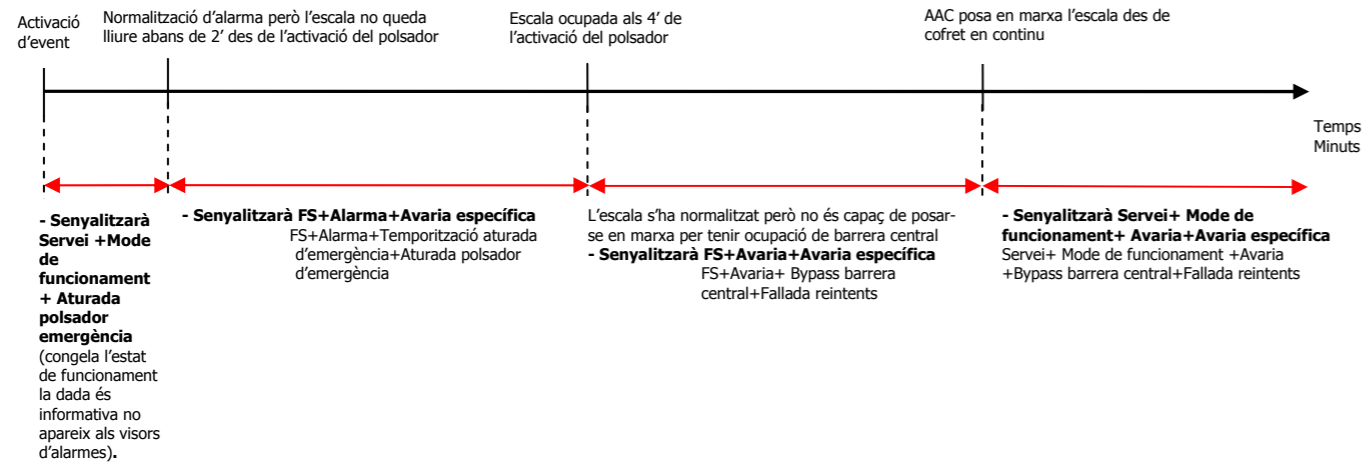 Activació
d’event
Normalització d’alarma però l’escala no queda
lliure abans de 2’ des de l’activació del polsador
Escala ocupada als 4’ de
l’activació del polsador
AAC posa en marxa l’escala des de
cofret en continu
Temps
Minuts
- Senyalitzarà
Servei +Mode
de
funcionament
+ Aturada
polsador
emergència
(congela l’estat
de funcionament
la dada és
informativa no
apareix als visors
d’alarmes).
- Senyalitzarà FS+Alarma+Avaria específica
FS+Alarma+Temporització aturada
d’emergència+Aturada polsador
d’emergència
L’escala s’ha normalitzat però no és capaç de posar-
se en marxa per tenir ocupació de barrera central
- Senyalitzarà FS+Avaria+Avaria específica
FS+Avaria+ Bypass barrera
central+Fallada reintents
- Senyalitzarà Servei+ Mode de
funcionament+ Avaria+Avaria específica
Servei+ Mode de funcionament +Avaria
+Bypass barrera central+Fallada reintents